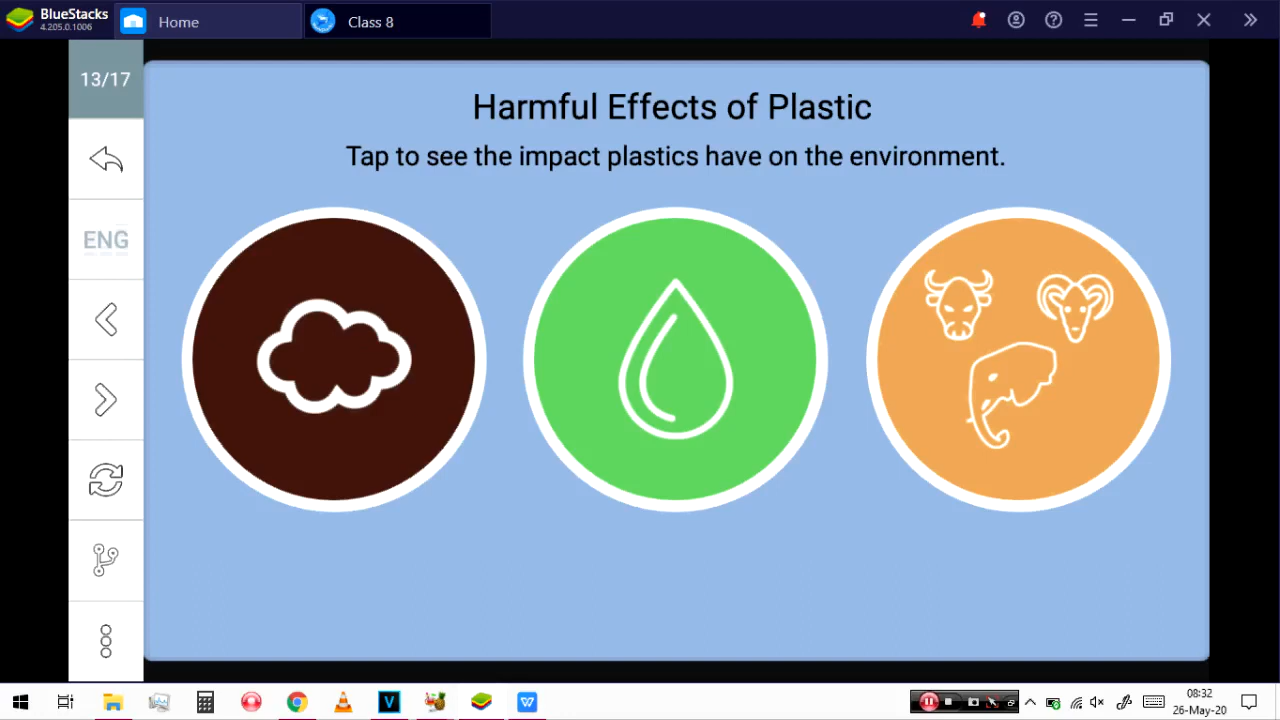 BlueStacks
4.205.0.1006
Home
Class 8
13/17
ENG
Harmful Effects of Plastic
Tap to see the impact plastics have on the environment.
08:32
26-May-20